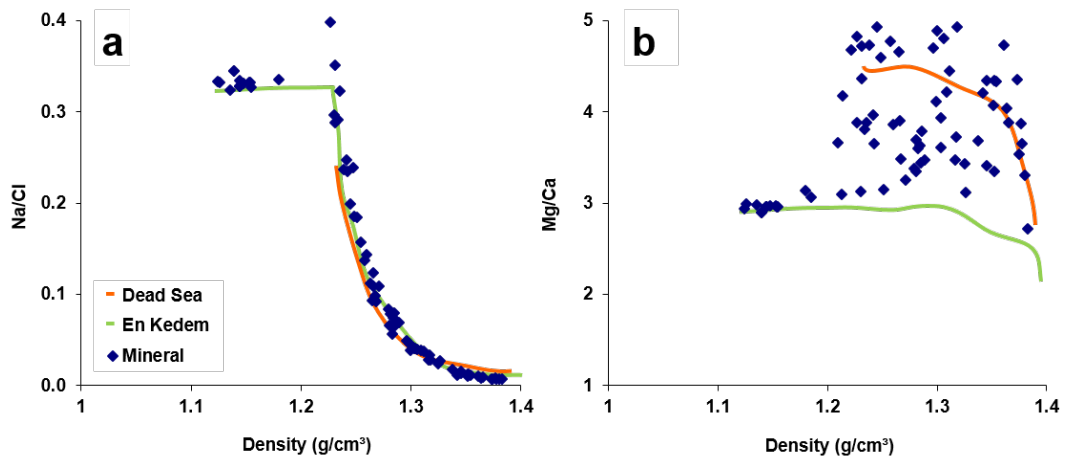 a
0.4
0.3
0.2
0.1
0.0
Na/Cl
Dead Sea
En Kedem
Mineral
1 1.1 1.2 1.3 1.4
Density (g/cm³)
b
5
4
3
2
1
Mg/Ca
1 1.1 1.2 1.3 1.4
Density (g/cm³)